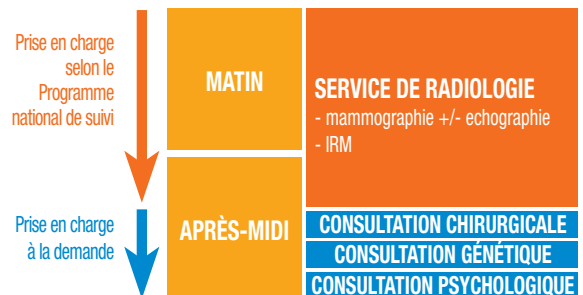 Prise en charge
selon le
Programme
national de suivi
MATIN
SERVICE DE RADIOLOGIE
- mammographie +/- echographie
- IRM
Prise en charge
à la demande
APRÈS-MIDI
CONSULTATION CHIRURGICALE
CONSULTATION GÉNÉTIQUE
CONSULTATION PSYCHOLOGIQUE